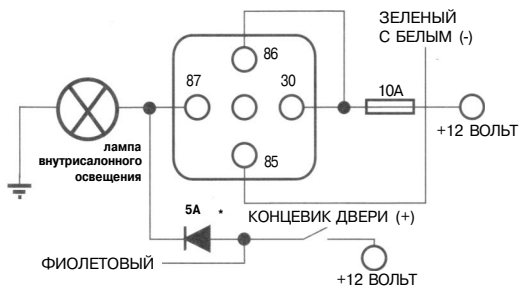 ЗЕЛЕНЫЙ
С БЕЛЫМ (-)
86
87
30
10А
+12 ВОЛЬТ
лампа
внутрисалонного
освещения
85
5А *
КОНЦЕВИК ДВЕРИ (+)
ФИОЛЕТОВЫЙ
+12 ВОЛЬТ